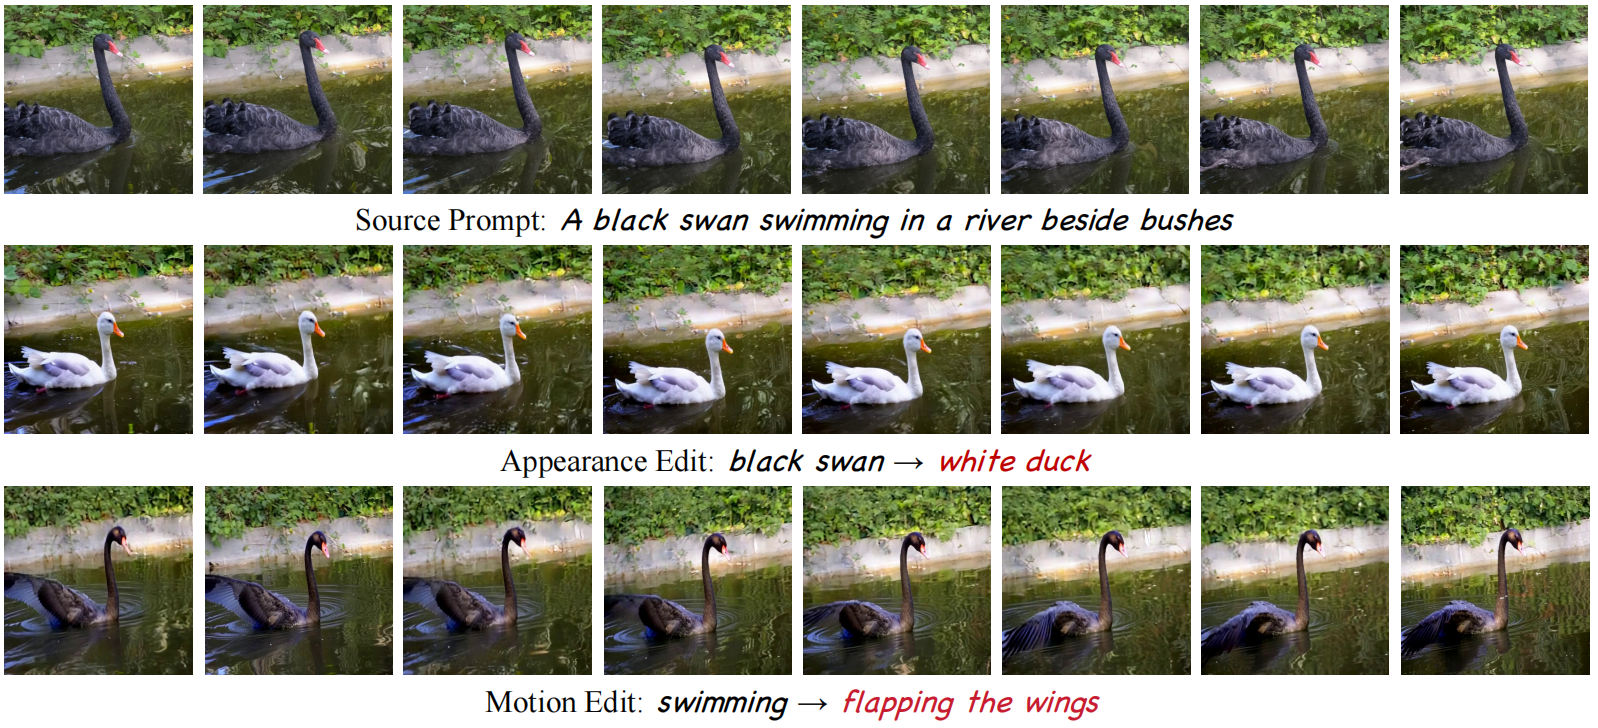 Source Prompt: A black swan swimming in a river beside bushes
Appearance Edit: black swan → white duck
Motion Edit: swimming → flapping the wings